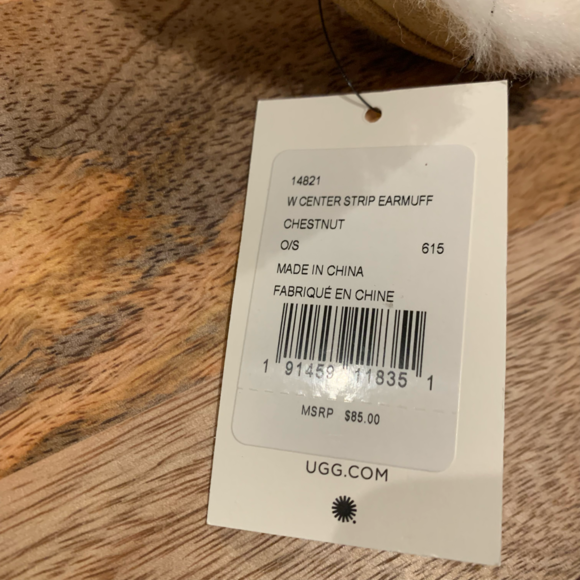 14821
W CENTER STRIP EARMUFF
CHESTNUT
O/S 615
MADE IN CHINA
FABRIQUÉ EN CHINE
1 91459 11835 1
MSRP $85.00
UGG.COM